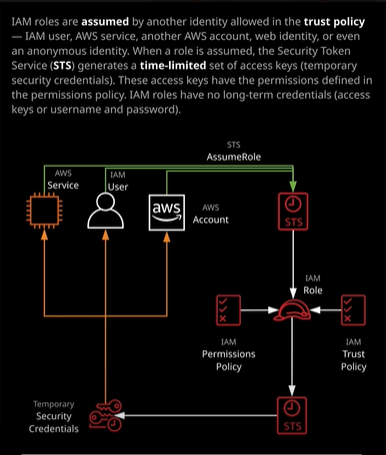 IAM roles are assumed by another identity allowed in the trust policy
— IAM user, AWS service, another AWS account, web identity, or even
an anonymous identity. When a role is assumed, the Security Token
Service (STS) generates a time-limited set of access keys (temporary
security credentials). These access keys have the permissions defined in
the permissions policy. IAM roles have no long-term credentials (access
keys or username and password).
STS
AssumeRole
AWS
Service
IAM
User
aws
AWS
Account
STS
IAM
Role
IAM
Permissions
Policy
IAM
Trust
Policy
Temporary
Security
Credentials
STS